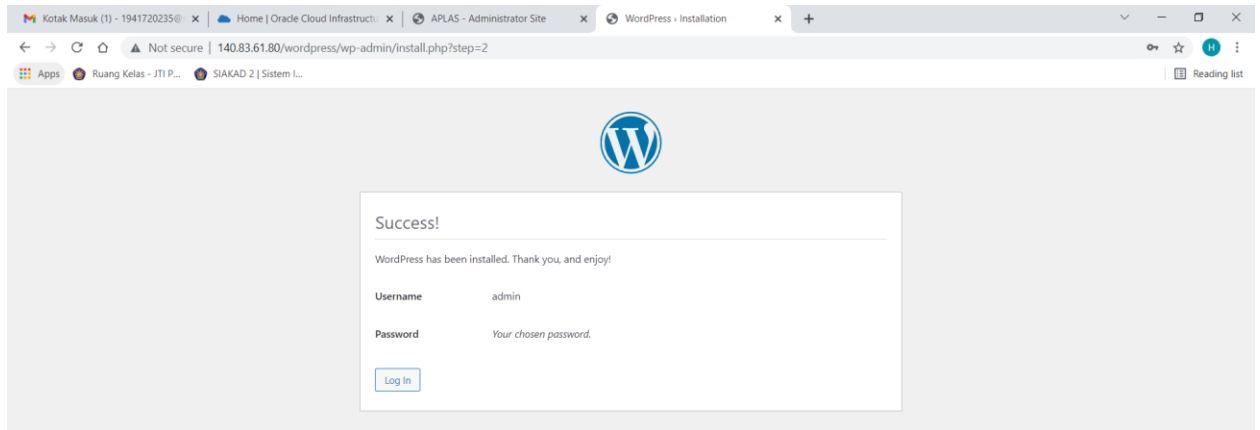 Kotak Masuk (1) - 1941720235@
Home | Oracle Cloud Infrastructu
APLAS - Administrator Site
WordPress › Installation
Not secure | 140.83.61.80/wordpress/wp-admin/install.php?step=2
H
Apps
Ruang Kelas - JTI P...
SIAKAD 2 | Sistem I...
Reading list
Success!
WordPress has been installed. Thank you, and enjoy!
Username admin
Password Your chosen password.
Log In